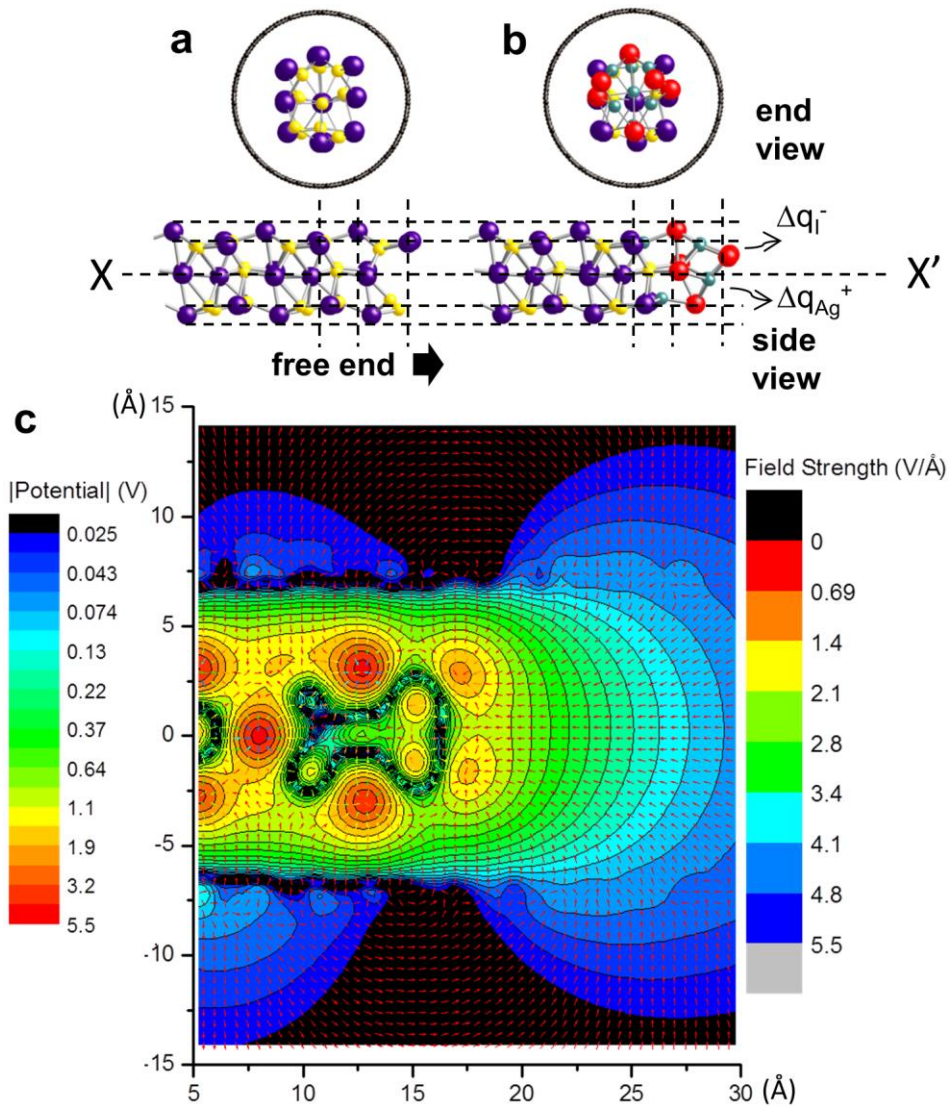 a
b
end
view
Δq_I⁻
X
X'
Δq_Ag⁺
free end
side
view
c
(Å)
15
10
5
0
-5
-10
-15
5
10
15
20
25
30
(Å)
|Potential| (V)
0.025
0.043
0.074
0.13
0.22
0.37
0.64
1.1
1.9
3.2
5.5
Field Strength (V/Å)
0
0.69
1.4
2.1
2.8
3.4
4.1
4.8
5.5